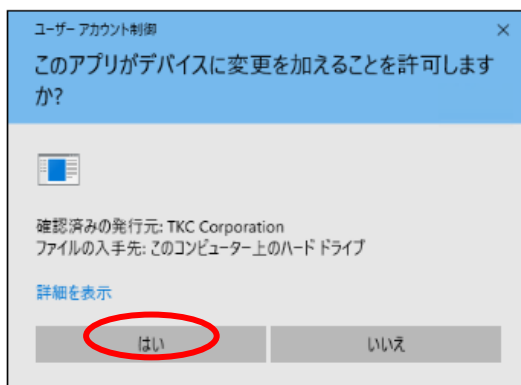 ユーザー アカウント制御
このアプリがデバイスに変更を加えることを許可します
か?
確認済みの発行元: TKC Corporation
ファイルの入手先: このコンピューター上のハード ドライブ
詳細を表示
はい
いいえ